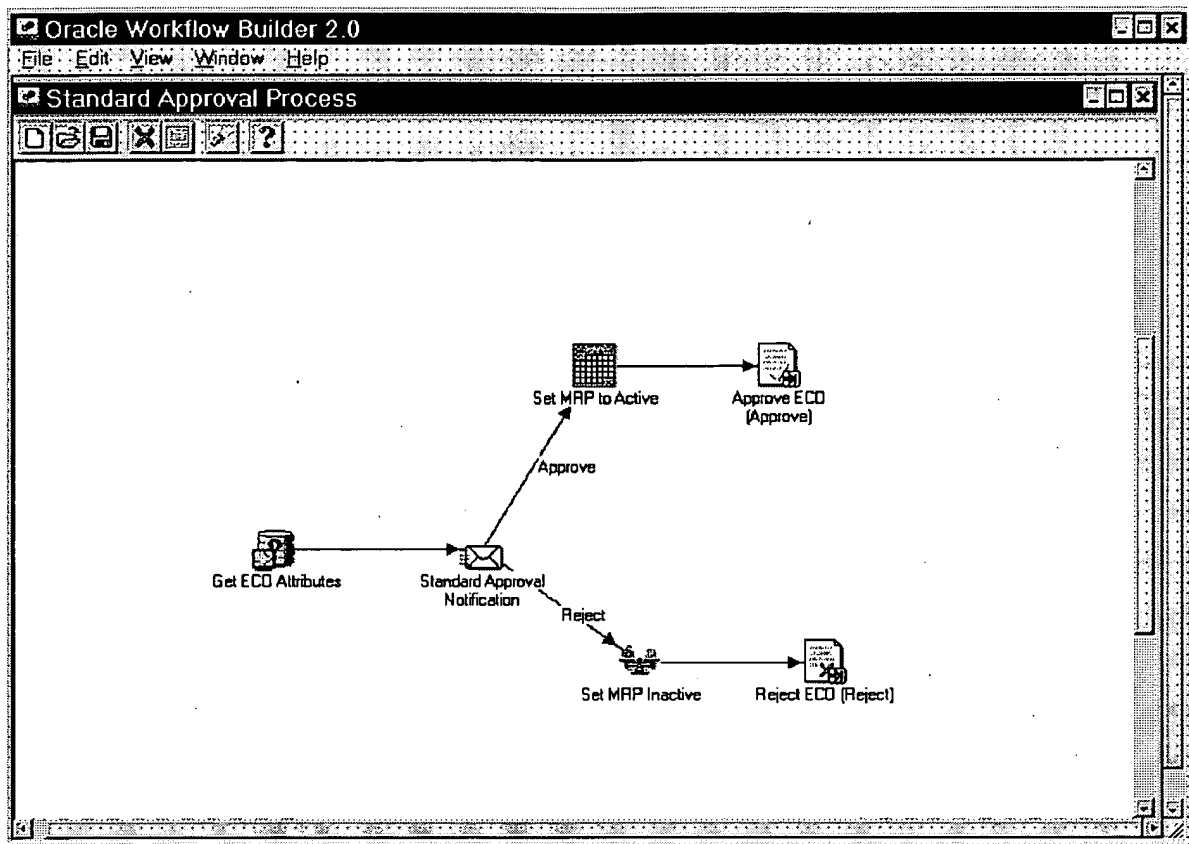 Oracle Workflow Builder 2.0
File Edit View Window Help
Standard Approval Process
?
Set MRP to Active
Approve ECO
(Approve)
Approve
Get ECO Attributes
Standard Approval
Notification
Reject
Set MRP Inactive
Reject ECO (Reject)